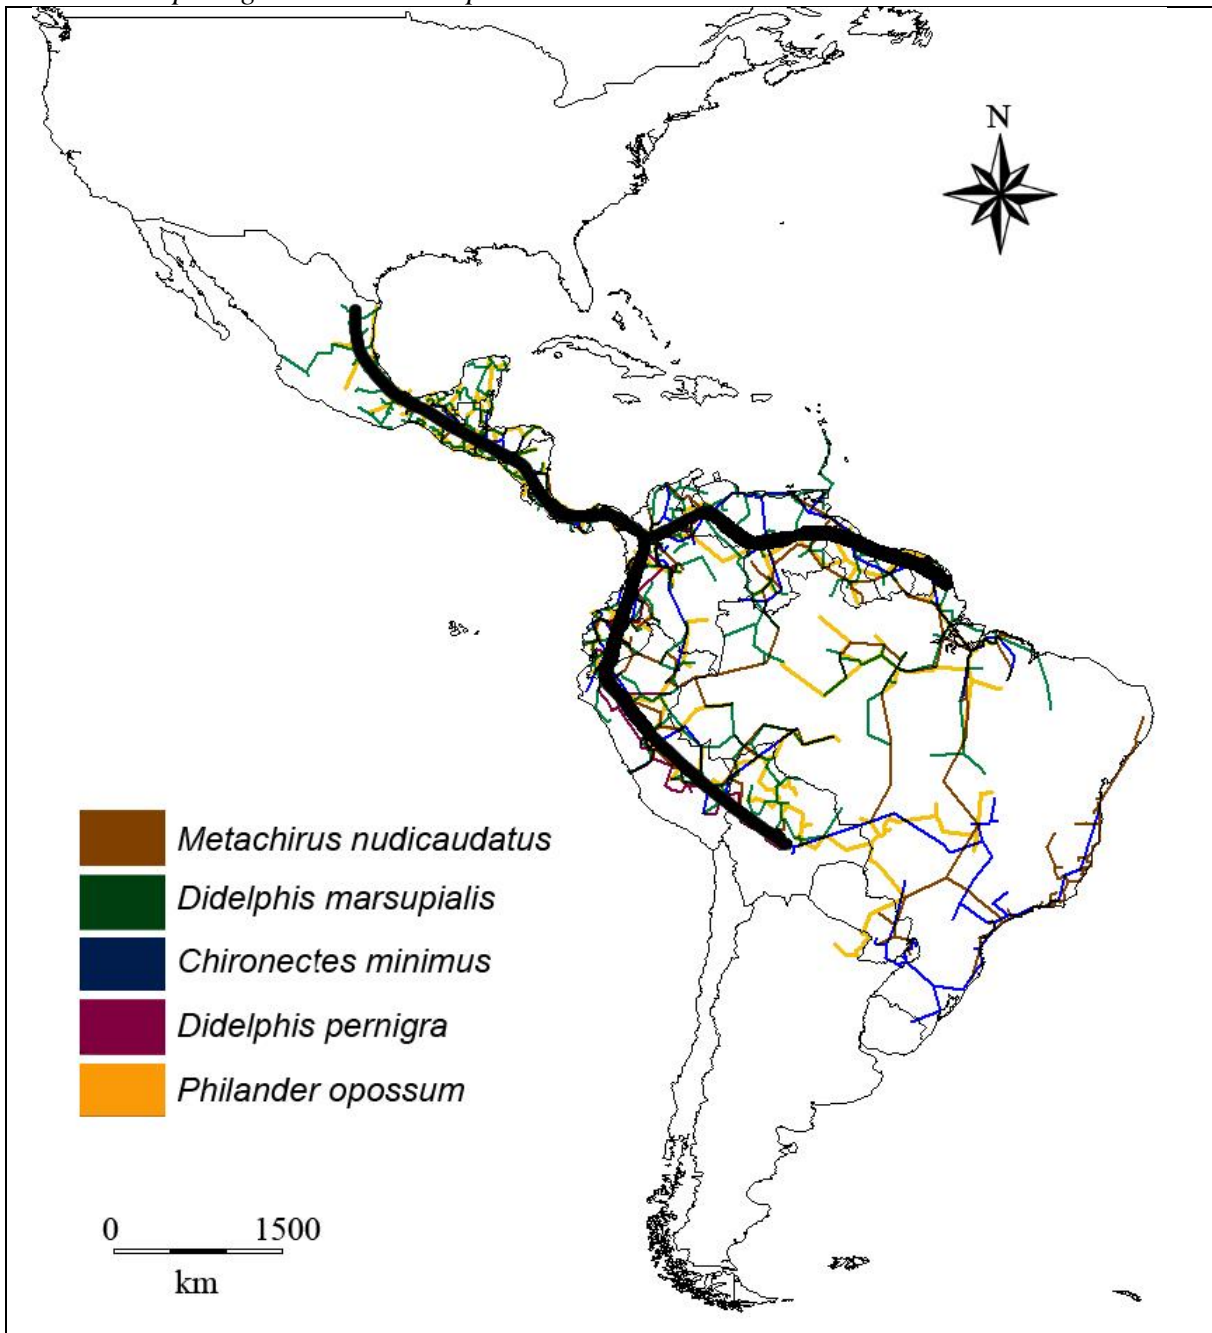 N
Metachirus nudicaudatus
Didelphis marsupialis
Chironectes minimus
Didelphis pernigra
Philander opossum
0 1500
km